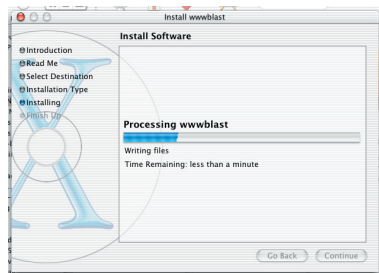 Install wwwblast
Install Software
Introduction
Read Me
Select Destination
Installation Type
Installing
Finish Up
Processing wwwblast
Writing files
Time Remaining: less than a minute
Go Back
Continue